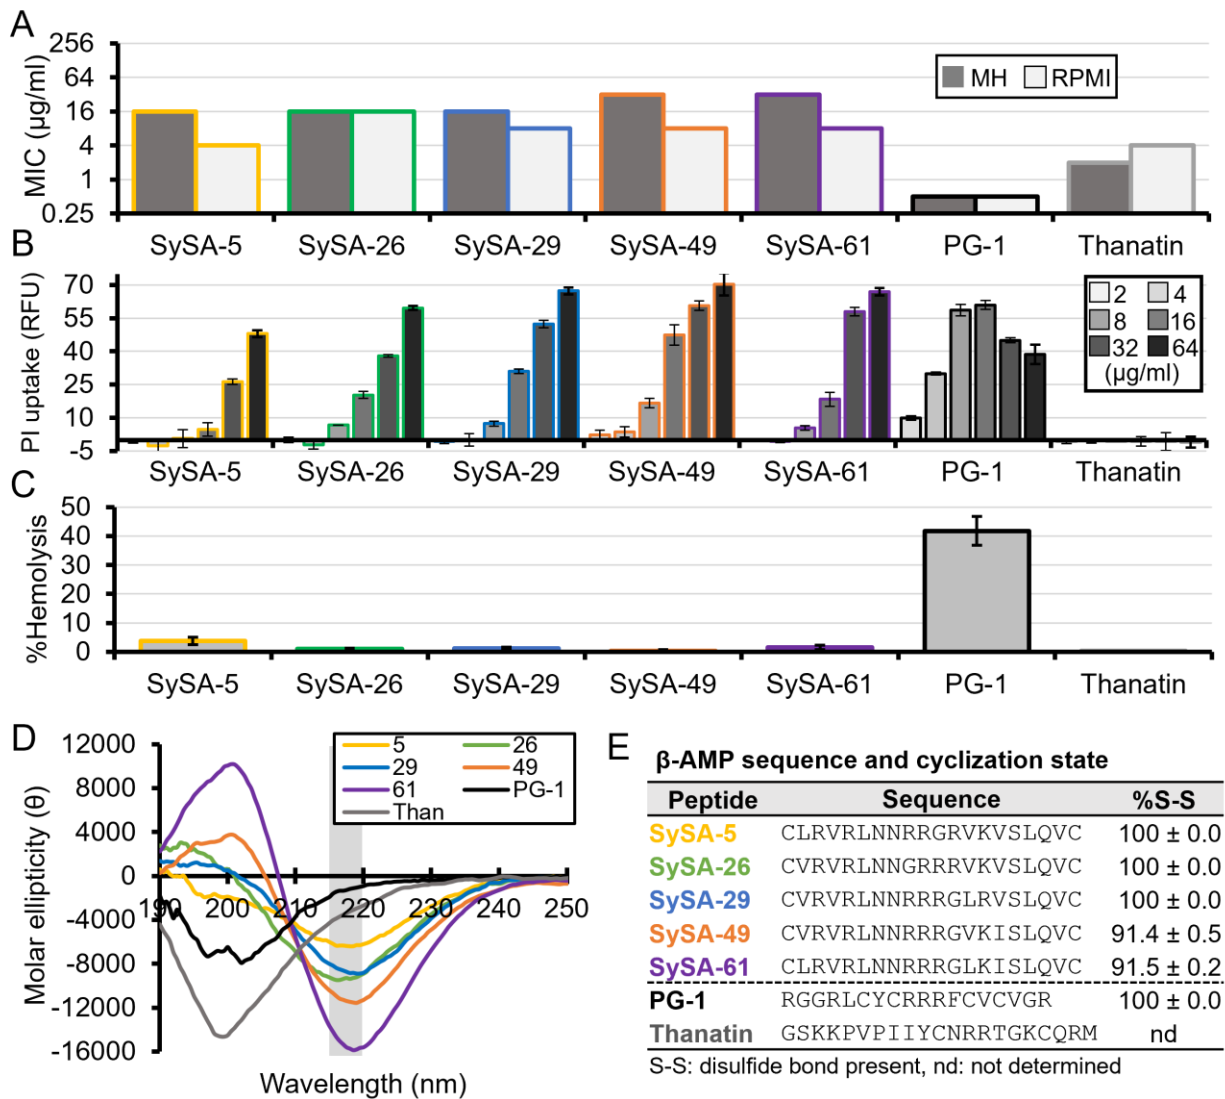 A
MIC (µg/ml)
256
64
16
4
1
0.25
MH RPMI
SySA-5 SySA-26 SySA-29 SySA-49 SySA-61 PG-1 Thanatin
B
PI uptake (RFU)
70
55
40
25
10
-5
2 4
8 16
32 64
(µg/ml)
SySA-5 SySA-26 SySA-29 SySA-49 SySA-61 PG-1 Thanatin
C
%Hemolysis
50
40
30
20
10
0
SySA-5 SySA-26 SySA-29 SySA-49 SySA-61 PG-1 Thanatin
D
Molar ellipticity (θ)
12000
8000
4000
0
-4000
-8000
-12000
-16000
5 26
29 49
61 PG-1
Than
190 200 210 220 230 240 250
Wavelength (nm)
E
β-AMP sequence and cyclization state
Peptide Sequence %S-S
SySA-5 CLRVRLNNRRGRVKVSLQVC 100 ± 0.0
SySA-26 CVRVRLNNGRRRVKVSLQVC 100 ± 0.0
SySA-29 CVRVRLNNRRRGLRVSLQVC 100 ± 0.0
SySA-49 CVRVRLNNRRRGVKISLQVC 91.4 ± 0.5
SySA-61 CLRVRLNNRRRGLKISLQVC 91.5 ± 0.2
PG-1 RGGRLCYCRRRFCVCVGR 100 ± 0.0
Thanatin GSKKPVPIIYCNRRTGKCQRM nd
S-S: disulfide bond present, nd: not determined